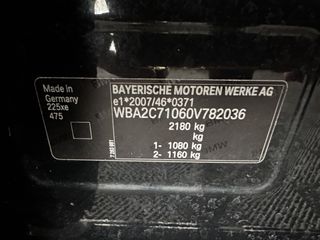 Made in
Germany
225xe
475
BAYERISCHE MOTOREN WERKE AG
e1*2007/46*0371
WBA2C71060V782036
2180 kg
kg
1- 1080 kg
2- 1160 kg